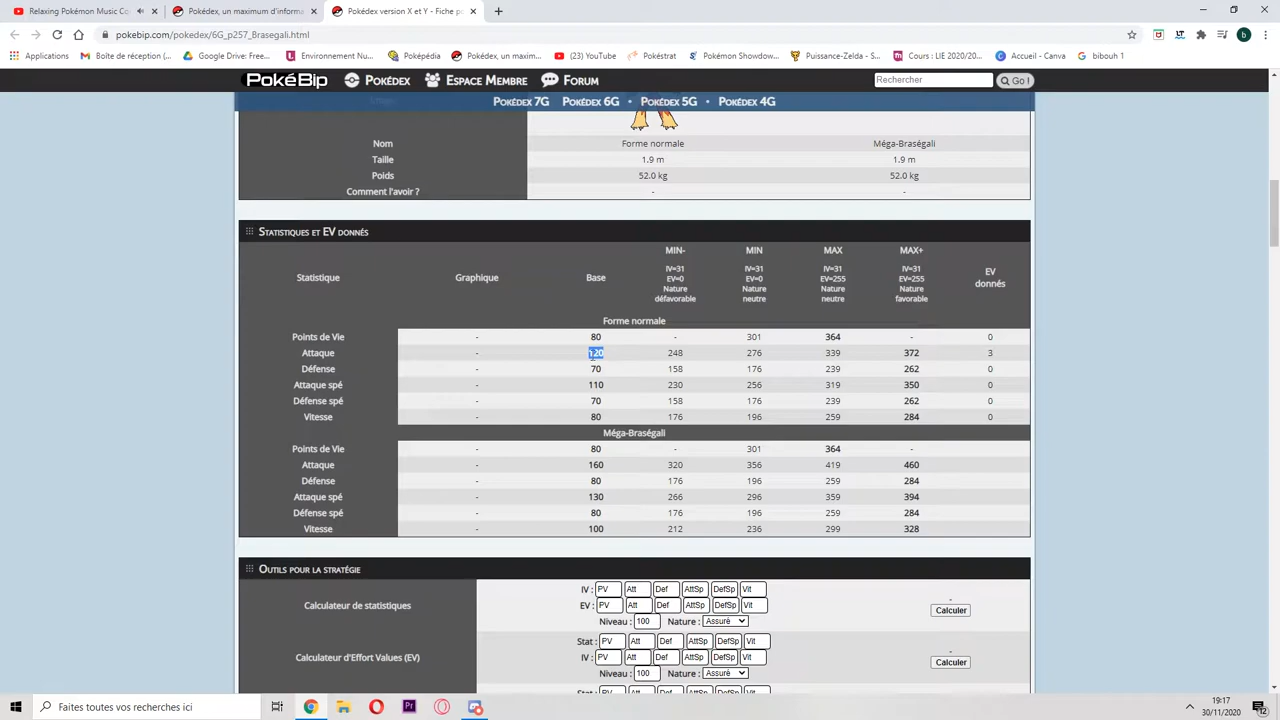 Relaxing Pokémon Music Co
Pokédex, un maximum d'informa
Pokédex version X et Y - Fiche p
pokebip.com/pokedex/6G_p257_Brasegali.html
Applications
Boîte de réception (...
Google Drive: Free...
Environnement Nu...
Poképédia
Pokédex, un maxim...
(23) YouTube
Pokéstrat
Pokémon Showdow...
Puissance-Zelda - S...
Cours : LIE 2020/20...
Accueil - Canva
bibouh 1
PokéBip
Pokédex
Espace Membre
Forum
Rechercher
Go !
Pokédex 7G Pokédex 6G • Pokédex 5G • Pokédex 4G
Nom Forme normale Méga-Braségali
Taille 1.9 m 1.9 m
Poids 52.0 kg 52.0 kg
Comment l'avoir ? - -
Statistiques et EV donnés
Statistique Graphique Base MIN- IV=31 EV=0 Nature défavorable MIN IV=31 EV=0 Nature neutre MAX IV=31 EV=255 Nature neutre MAX+ IV=31 EV=255 Nature favorable EV donnés
Forme normale
Points de Vie - 80 - 301 364 - 0
Attaque - 120 248 276 339 372 3
Défense - 70 158 176 239 262 0
Attaque spé - 110 230 256 319 350 0
Défense spé - 70 158 176 239 262 0
Vitesse - 80 176 196 259 284 0
Méga-Braségali
Points de Vie - 80 - 301 364 -
Attaque - 160 320 356 419 460
Défense - 80 176 196 259 284
Attaque spé - 130 266 296 359 394
Défense spé - 80 176 196 259 284
Vitesse - 100 212 236 299 328
Outils pour la stratégie
Calculateur de statistiques
IV : PV Att Def AttSp DefSp Vit
EV : PV Att Def AttSp DefSp Vit
Niveau : 100 Nature : Assuré
-
Calculer
Calculateur d'Effort Values (EV)
Stat : PV Att Def AttSp DefSp Vit
IV : PV Att Def AttSp DefSp Vit
Niveau : 100 Nature : Assuré
-
Calculer
Stat : PV Att Def AttSp DefSp Vit
Faites toutes vos recherches ici
19:17
30/11/2020
12